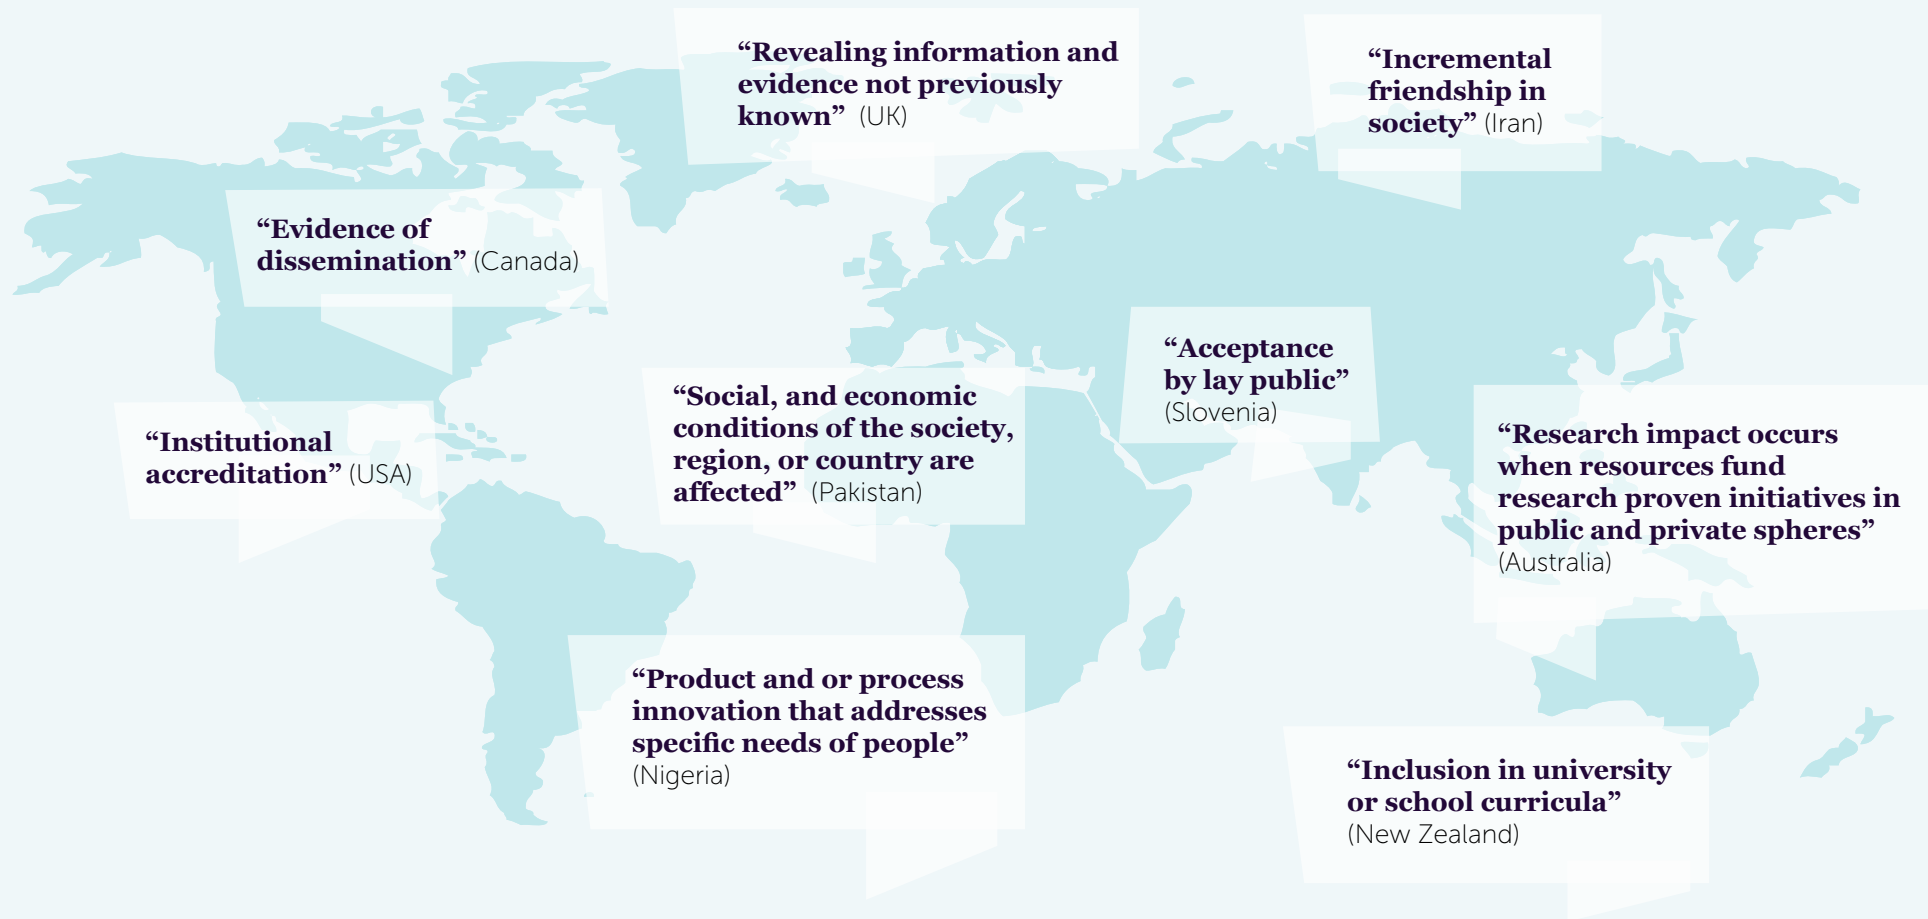 “Revealing information and
evidence not previously
known” (UK)
“Incremental
friendship in
society” (Iran)
“Evidence of
dissemination” (Canada)
“Acceptance
by lay public”
(Slovenia)
“Social, and economic
conditions of the society,
region, or country are
affected” (Pakistan)
“Institutional
accreditation” (USA)
“Research impact occurs
when resources fund
research proven initiatives in
public and private spheres”
(Australia)
“Product and or process
innovation that addresses
specific needs of people”
(Nigeria)
“Inclusion in university
or school curricula”
(New Zealand)